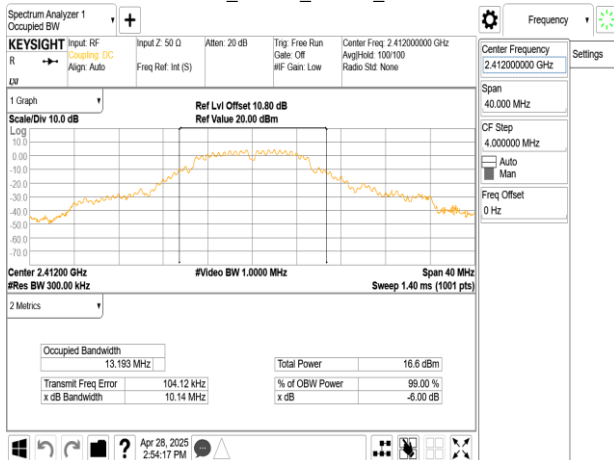 Spectrum Analyzer 1
Occupied BW
Frequency
KEYSIGHT
R
Input: RF
Coupling: DC
Align: Auto
Input Z: 50 Ω
Freq Ref: Int (S)
Atten: 20 dB
Trig: Free Run
Gate: Off
#IF Gain: Low
Center Freq: 2.412000000 GHz
Avg|Hold: 100/100
Radio Std: None
Center Frequency
2.412000000 GHz
Settings
Span
40.000 MHz
CF Step
4.000000 MHz
Auto
Man
Freq Offset
0 Hz
1 Graph
Scale/Div 10.0 dB
Ref Lvl Offset 10.80 dB
Ref Value 20.00 dBm
Log
10.0
0.00
-10.0
-20.0
-30.0
-40.0
-50.0
-60.0
-70.0
Center 2.41200 GHz
#Res BW 300.00 kHz
#Video BW 1.0000 MHz
Span 40 MHz
Sweep 1.40 ms (1001 pts)
2 Metrics
Occupied Bandwidth
13.193 MHz
Transmit Freq Error 104.12 kHz
x dB Bandwidth 10.14 MHz
Total Power 16.6 dBm
% of OBW Power 99.00 %
x dB -6.00 dB
?
Apr 28, 2025
2:54:17 PM